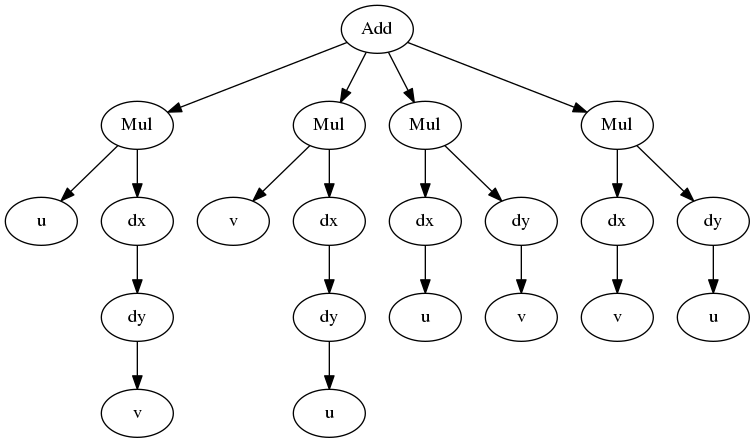 Add
Mul Mul Mul Mul
u dx v dx dx dy dx dy
dy dy u v v u
v u